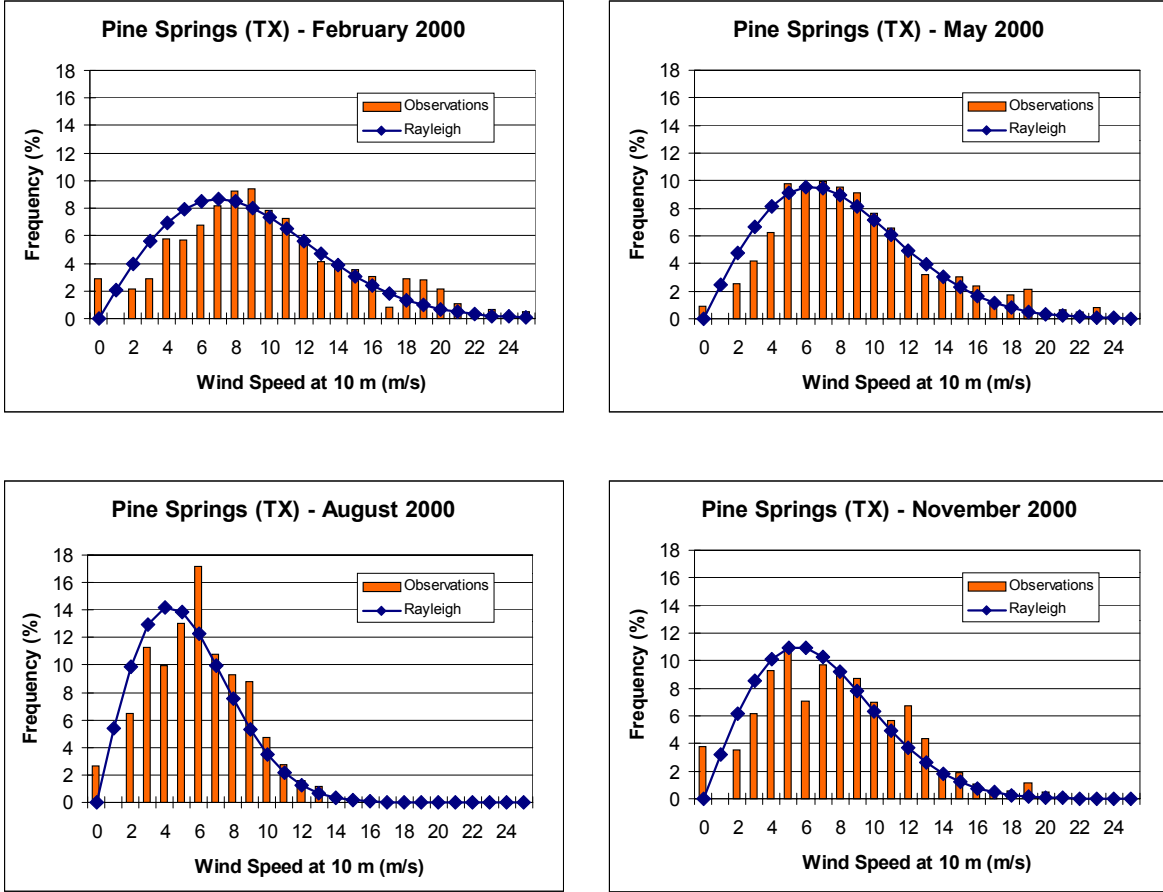 Pine Springs (TX) - February 2000
18
16
14
12
10
8
6
4
2
0
Frequency (%)
Observations
Rayleigh
0 2 4 6 8 10 12 14 16 18 20 22 24
Wind Speed at 10 m (m/s)
Pine Springs (TX) - May 2000
18
16
14
12
10
8
6
4
2
0
Frequency (%)
Observations
Rayleigh
0 2 4 6 8 10 12 14 16 18 20 22 24
Wind Speed at 10 m (m/s)
Pine Springs (TX) - August 2000
18
16
14
12
10
8
6
4
2
0
Frequency (%)
Observations
Rayleigh
0 2 4 6 8 10 12 14 16 18 20 22 24
Wind Speed at 10 m (m/s)
Pine Springs (TX) - November 2000
18
16
14
12
10
8
6
4
2
0
Frequency (%)
Observations
Rayleigh
0 2 4 6 8 10 12 14 16 18 20 22 24
Wind Speed at 10 m (m/s)